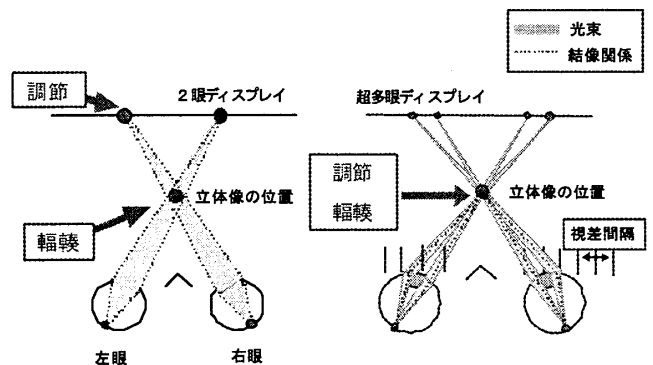 光束
結像関係
調節
2眼ディスプレイ
立体像の位置
輻輳
左眼
右眼
超多眼ディスプレイ
調節
輻輳
立体像の位置
視差間隔